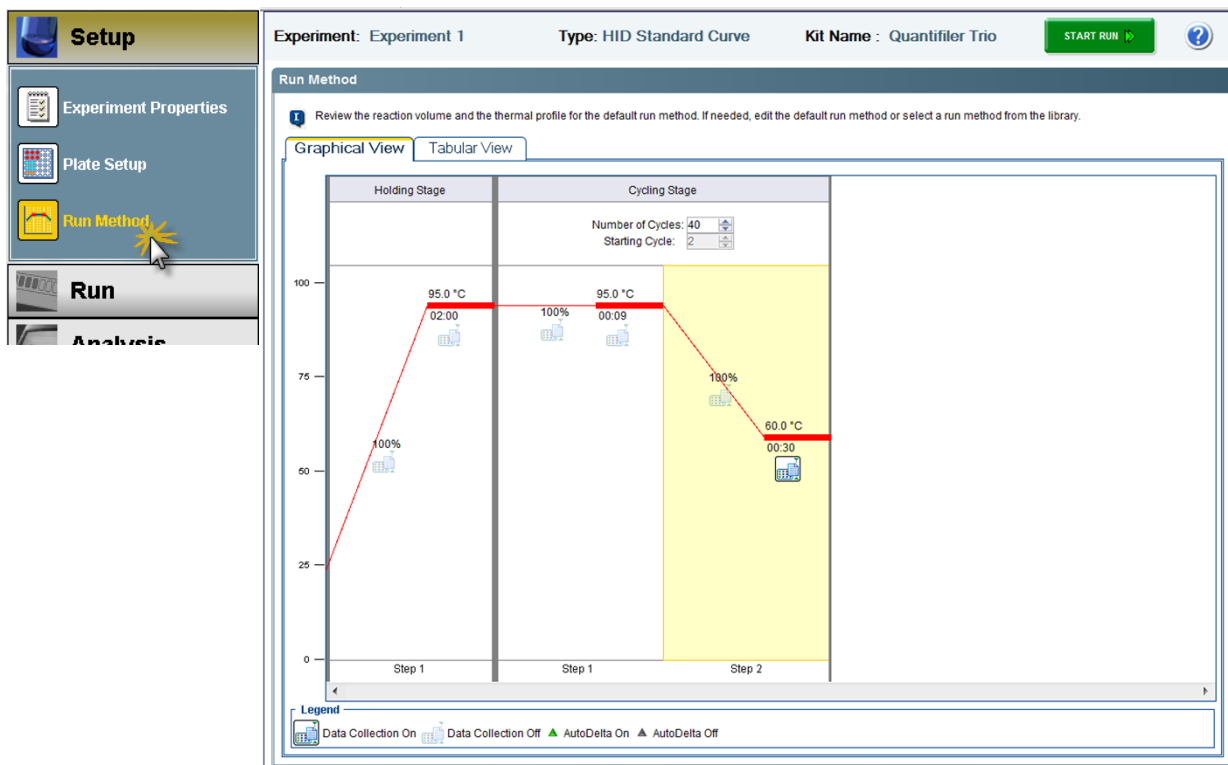 Setup
Experiment Properties
Plate Setup
Run Method
Run
Analysis
Experiment: Experiment 1 Type: HID Standard Curve Kit Name : Quantifiler Trio START RUN
Run Method
Review the reaction volume and the thermal profile for the default run method. If needed, edit the default run method or select a run method from the library.
Graphical View Tabular View
Holding Stage Cycling Stage
Number of Cycles: 40
Starting Cycle: 2
100
95.0 °C 95.0 °C
02:00 100% 00:09
75
100%
60.0 °C
100% 00:30
50
25
0
Step 1 Step 1 Step 2
Legend
Data Collection On Data Collection Off AutoDelta On AutoDelta Off